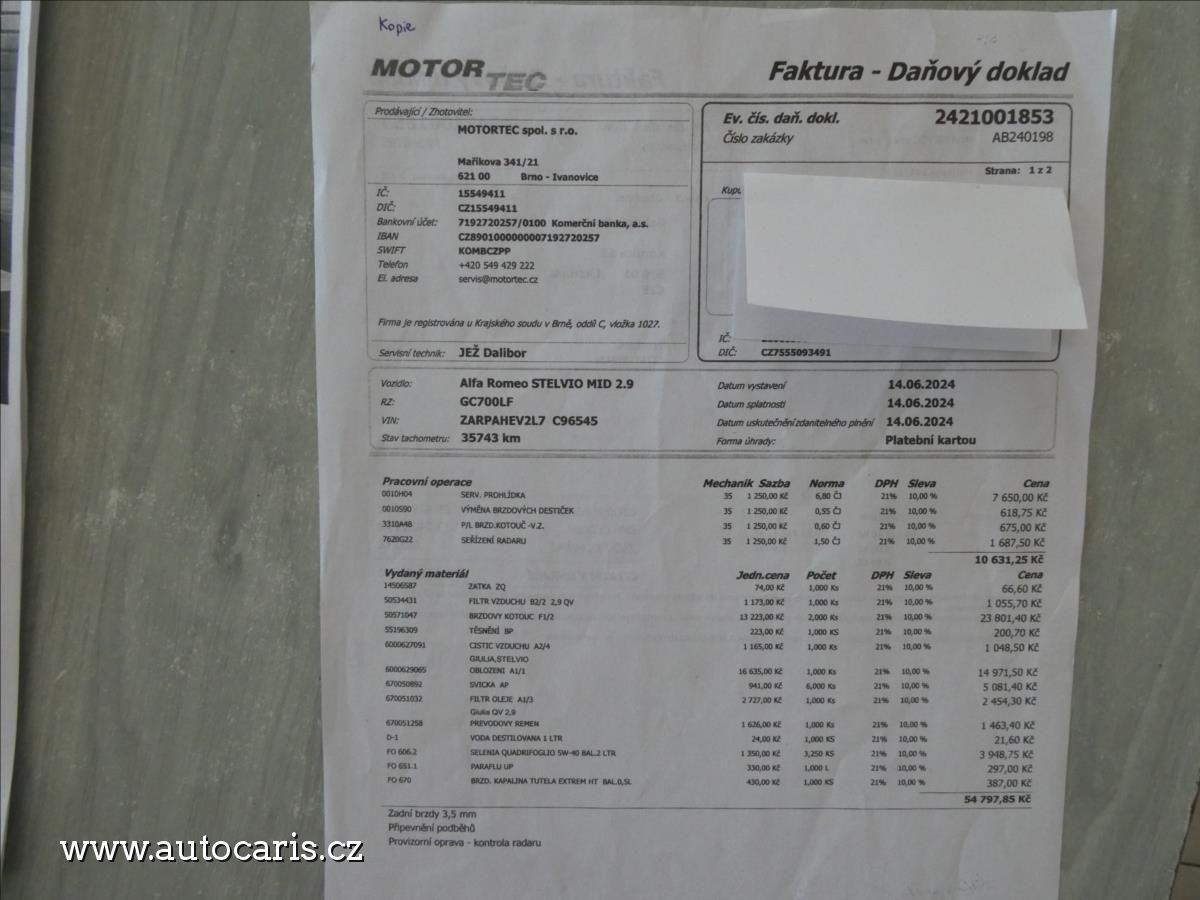 Kopie
MOTOR TEC
Faktura - Daňový doklad
Prodávající / Zhotovitel:
MOTORTEC spol. s r.o.
Maříkova 341/21
621 00 Brno - Ivanovice
IČ: 15549411
DIČ: CZ15549411
Bankovní účet: 7192720257/0100 Komerční banka, a.s.
IBAN CZ8901000000007192720257
SWIFT KOMBCZPP
Telefon +420 549 429 222
El. adresa servis@motortec.cz
Firma je registrována u Krajského soudu v Brně, oddíl C, vložka 1027.
Servisní technik: JEŽ Dalibor
Ev. čís. daň. dokl. 2421001853
Číslo zakázky AB240198
Strana: 1 z 2
IČ:
DIČ: CZ7555093491
Vozidlo: Alfa Romeo STELVIO MID 2.9
RZ: GC700LF
VIN: ZARPAHEV2L7 C96545
Stav tachometru: 35743 km
Datum vystavení 14.06.2024
Datum splatnosti 14.06.2024
Datum uskutečnění zdanitelného plnění 14.06.2024
Forma úhrady: Platební kartou
Pracovní operace Mechanik Sazba Norma DPH Sleva Cena
0010H04 SERV. PROHLÍDKA 35 1 250,00 Kč 6,80 ČJ 21% 10,00 % 7 650,00 Kč
0010S90 VÝMĚNA BRZDOVÝCH DESTIČEK 35 1 250,00 Kč 0,55 ČJ 21% 10,00 % 618,75 Kč
3310A48 P/L BRZD.KOTOUČ -V.Z. 35 1 250,00 Kč 0,60 ČJ 21% 10,00 % 675,00 Kč
7620G22 SEŘÍZENÍ RADARU 35 1 250,00 Kč 1,50 ČJ 21% 10,00 % 1 687,50 Kč
10 631,25 Kč
Vydaný materiál Jedn.cena Počet DPH Sleva Cena
14506587 ZATKA ZQ 74,00 Kč 1,000 Ks 21% 10,00 % 66,60 Kč
50534431 FILTR VZDUCHU B2/2 2,9 QV 1 173,00 Kč 1,000 Ks 21% 10,00 % 1 055,70 Kč
50571047 BRZDOVY KOTOUC F1/2 13 223,00 Kč 2,000 Ks 21% 10,00 % 23 801,40 Kč
55196309 TĚSNĚNÍ BP 223,00 Kč 1,000 KS 21% 10,00 % 200,70 Kč
6000627091 CISTIC VZDUCHU A2/4 1 165,00 Kč 1,000 Ks 21% 10,00 % 1 048,50 Kč
GIULIA,STELVIO
6000629065 OBLOZENI A1/1 16 635,00 Kč 1,000 Ks 21% 10,00 % 14 971,50 Kč
670050892 SVICKA AP 941,00 Kč 6,000 Ks 21% 10,00 % 5 081,40 Kč
670051032 FILTR OLEJE A1/3 2 727,00 Kč 1,000 Ks 21% 10,00 % 2 454,30 Kč
Giulia QV 2,9
670051258 PREVODOVY REMEN 1 626,00 Kč 1,000 Ks 21% 10,00 % 1 463,40 Kč
D-1 VODA DESTILOVANA 1 LTR 24,00 Kč 1,000 KS 21% 10,00 % 21,60 Kč
FO 606.2 SELENIA QUADRIFOGLIO 5W-40 BAL.2 LTR 1 350,00 Kč 3,250 KS 21% 10,00 % 3 948,75 Kč
FO 651.1 PARAFLU UP 330,00 Kč 1,000 L 21% 10,00 % 297,00 Kč
FO 670 BRZD. KAPALINA TUTELA EXTREM HT BAL.0,5L 430,00 Kč 1,000 KS 21% 10,00 % 387,00 Kč
54 797,85 Kč
Zadní brzdy 3,5 mm
Připevnění podběhů
Provizorní oprava - kontrola radaru
www.autocaris.cz